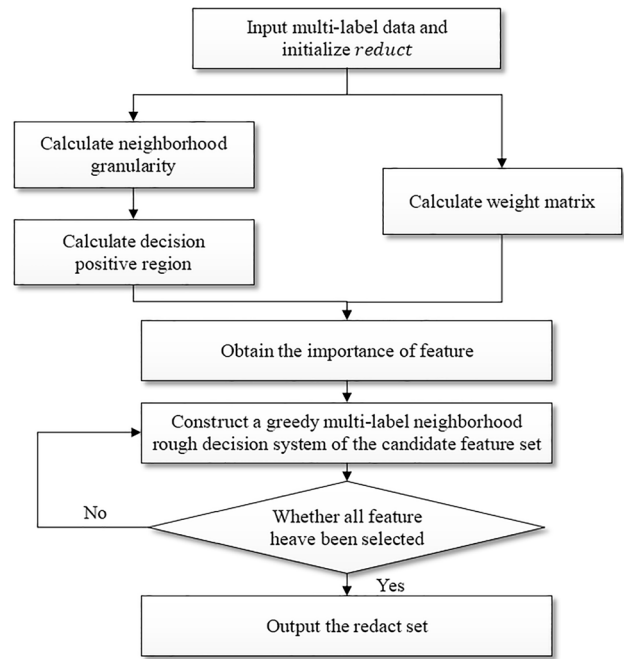 Input multi-label data and
initialize reduct
Calculate neighborhood
granularity
Calculate weight matrix
Calculate decision
positive region
Obtain the importance of feature
Construct a greedy multi-label neighborhood
rough decision system of the candidate feature set
No
Whether all feature
heave been selected
Yes
Output the redact set